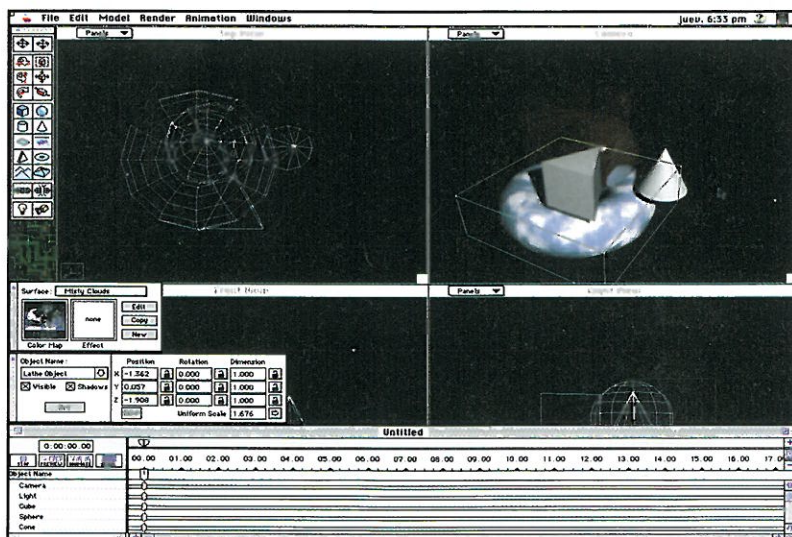 File Edit Model Render Animation Windows
juev, 6:33 pm
Panels
Panels
Camera
Surface: Misty Clouds
none
Edit
Copy
New
Color Map Effect
Panels
Object Name:
Lathe Object
Visible Shadows
Position Rotation Dimension
X -1.362 0.000 1.000
Y 0.057 0.000 1.000
Z -1.908 0.000 1.000
Uniform Scale 1.676
Untitled
0:00:00.00
00.00 01.00 02.00 03.00 04.00 05.00 06.00 07.00 08.00 09.00 10.00 11.00 12.00 13.00 14.00 15.00 16.00 17.0
Object Name
Camera
Light
Cube
Sphere
Cone